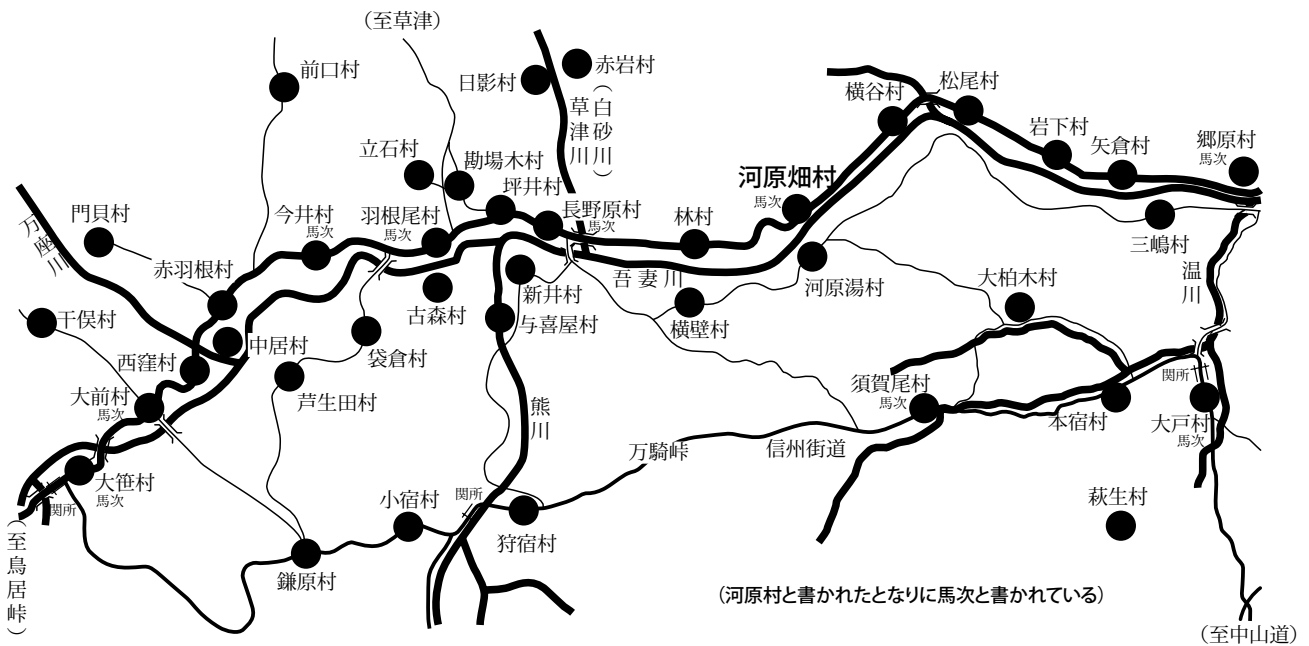 (至草津)
前口村
日影村
赤岩村
草津川
(白砂川)
横谷村
松尾村
岩下村
矢倉村
郷原村
馬次
立石村
勘場木村
坪井村
河原畑村
馬次
門貝村
万座川
今井村
馬次
羽根尾村
馬次
長野原村
馬次
林村
三嶋村
赤羽根村
吾妻川
河原湯村
大柏木村
温川
干俣村
古森村
新井村
与喜屋村
横壁村
中居村
袋倉村
西窪村
大前村
馬次
芦生田村
熊川
須賀尾村
馬次
関所
本宿村
大戸村
馬次
万騎峠
信州街道
大笹村
馬次
関所
小宿村
関所
狩宿村
萩生村
(至鳥居峠)
鎌原村
(河原村と書かれたとなりに馬次と書かれている)
(至中山道)